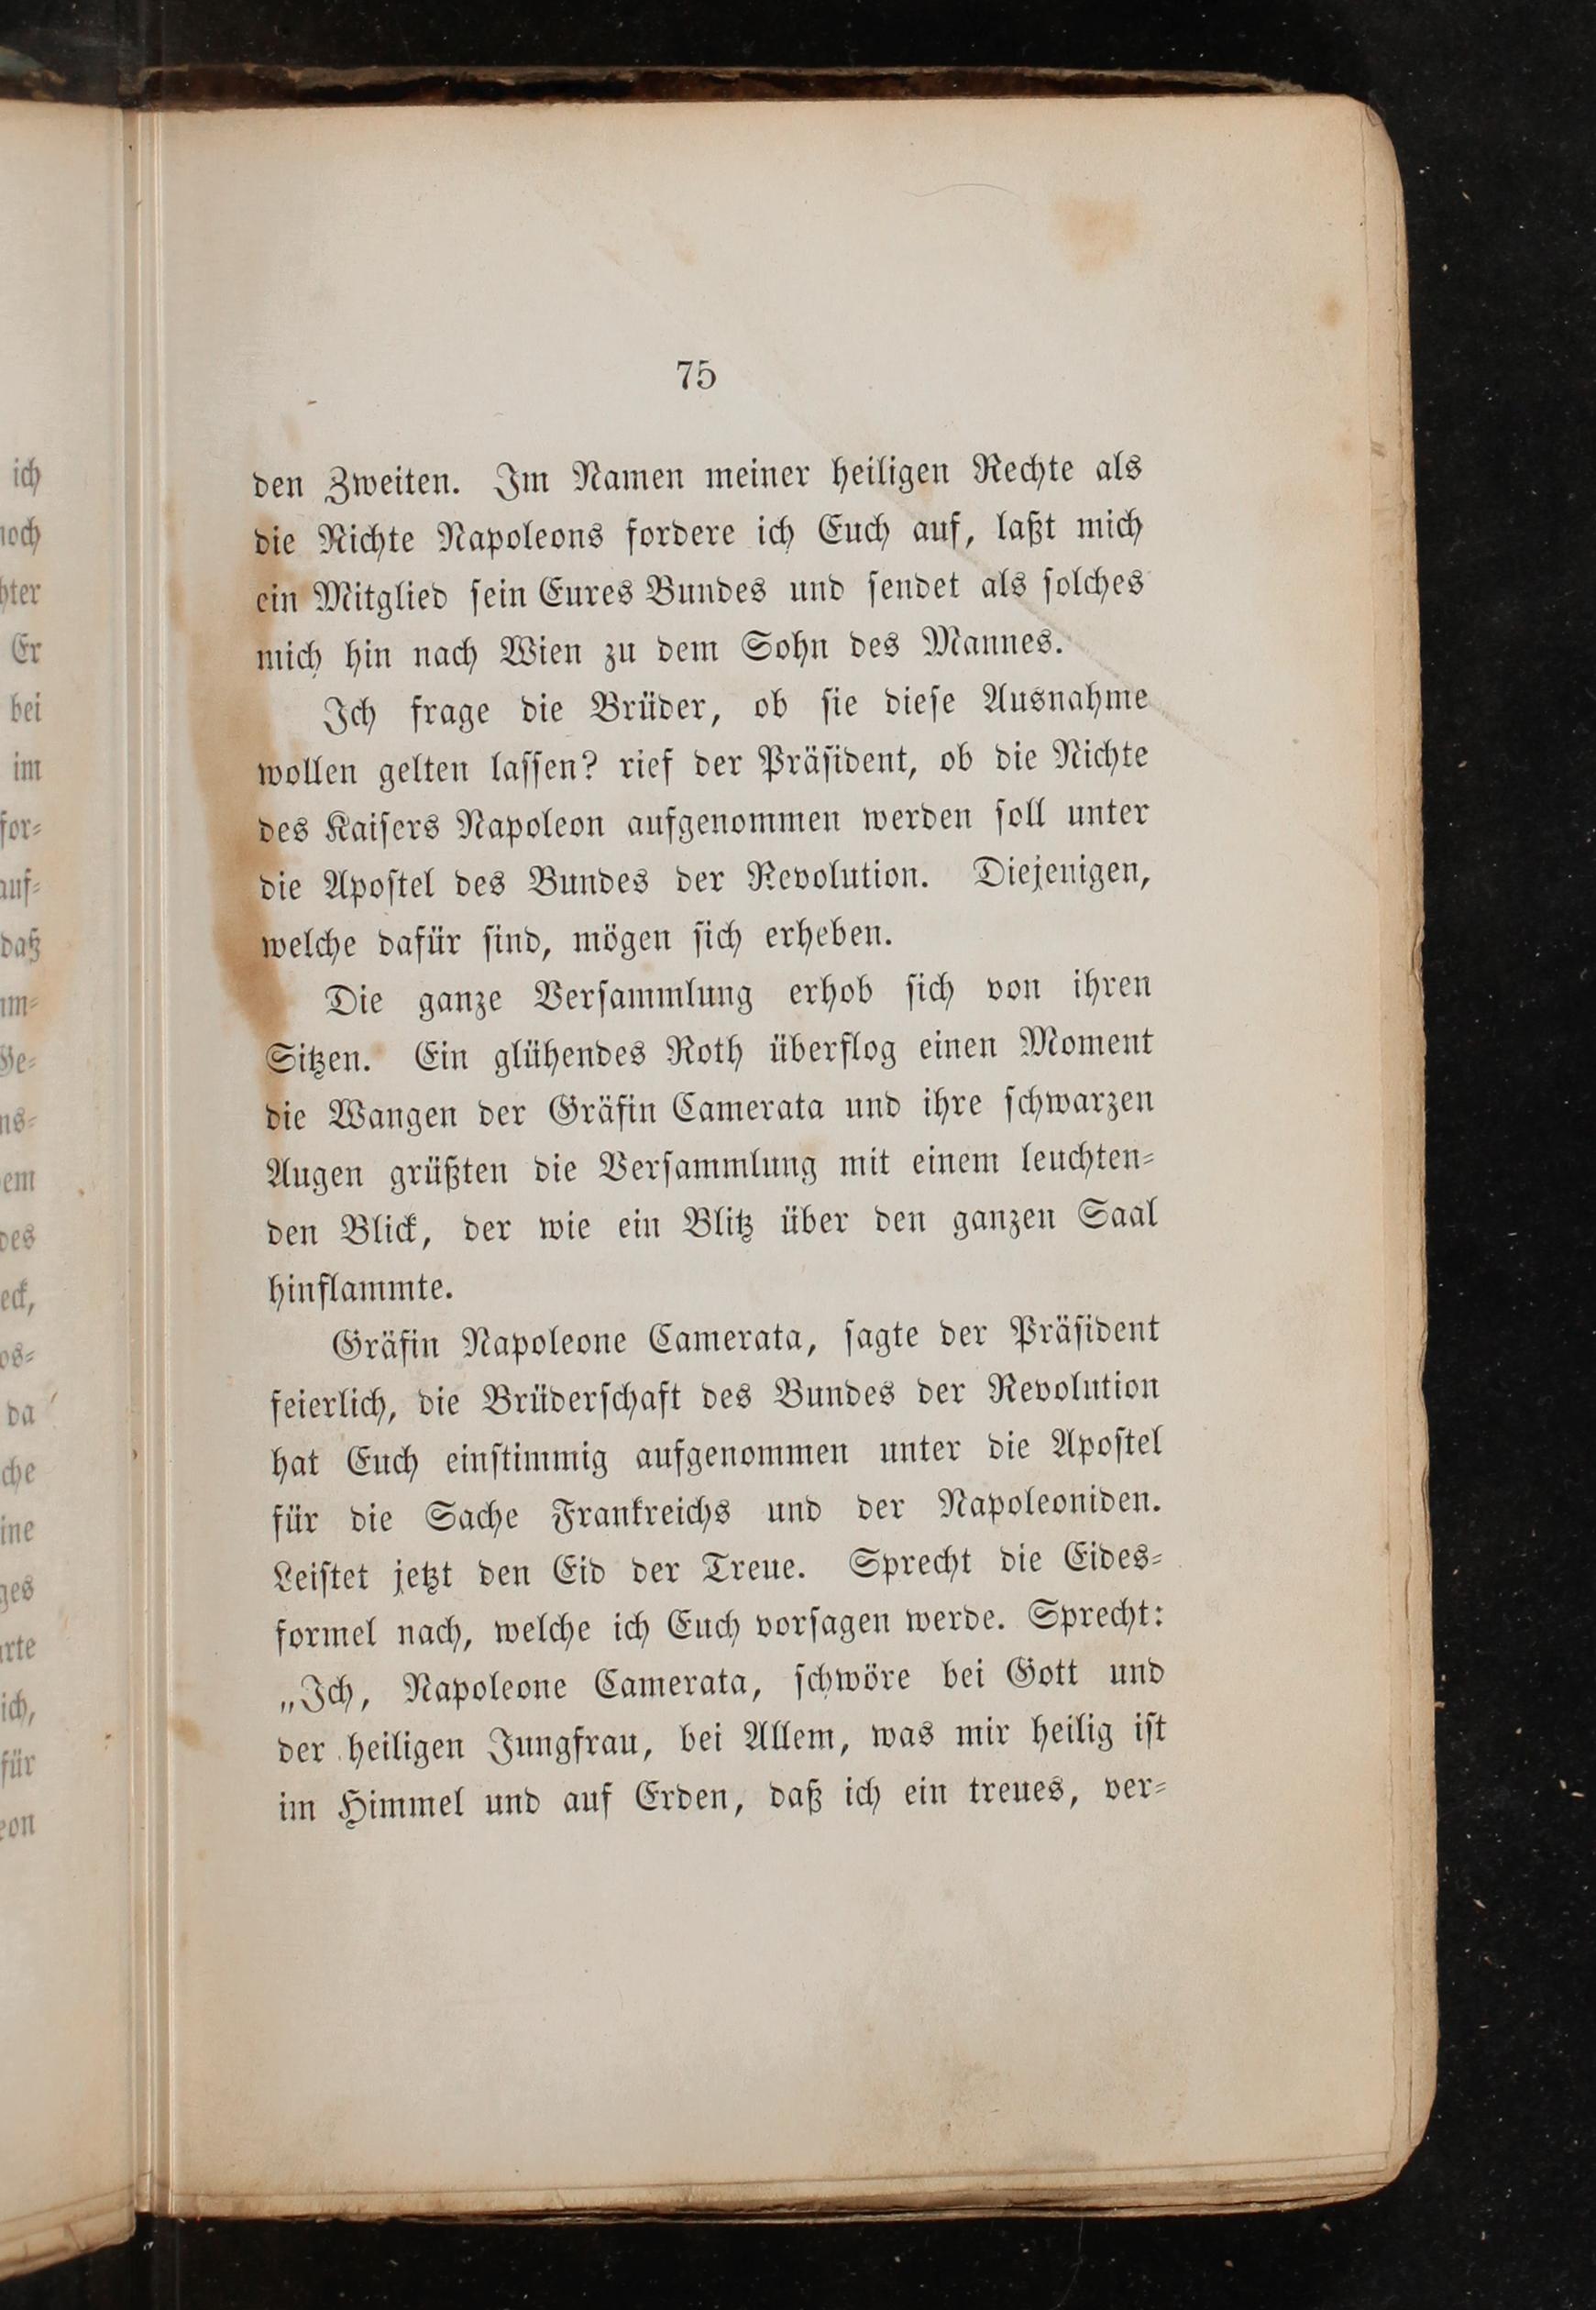 75
den Zweiten. Im Namen meiner heiligen Rechte als
die Nichte Napoleons fordere ich Euch auf, laßt mich
ein Mitglied sein Eures Bundes und sendet als solches
mich hin nach Wien zu dem Sohn des Mannes.
Ich frage die Brüder, ob sie diese Ausnahme
wollen gelten lassen? rief der Präsident, ob die Nichte
des Kaisers Napoleon aufgenommen werden soll unter
die Apostel des Bundes der Revolution. Diejenigen,
welche dafür sind, mögen sich erheben.
Die ganze Versammlung erhob sich von ihren
Sitzen. Ein glühendes Roth überflog einen Moment
die Wangen der Gräfin Camerata und ihre schwarzen
Augen grüßten die Versammlung mit einem leuchten-
den Blick, der wie ein Blitz über den ganzen Saal
hinflammte.
Gräfin Napoleone Camerata, sagte der Präsident
feierlich, die Brüderschaft des Bundes der Revolution
hat Euch einstimmig aufgenommen unter die Apostel
für die Sache Frankreichs und der Napoleoniden.
Leistet jetzt den Eid der Treue. Sprecht die Eides-
formel nach, welche ich Euch vorsagen werde. Sprecht:
„Ich, Napoleone Camerata, schwöre bei Gott und
der heiligen Jungfrau, bei Allem, was mir heilig ist
im Himmel und auf Erden, daß ich ein treues, ver-